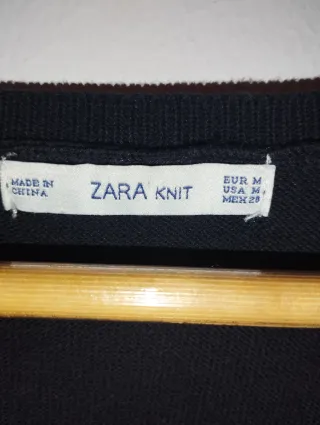 MADE IN
CHINA
ZARA KNIT
EUR M
USA M
MEX 28